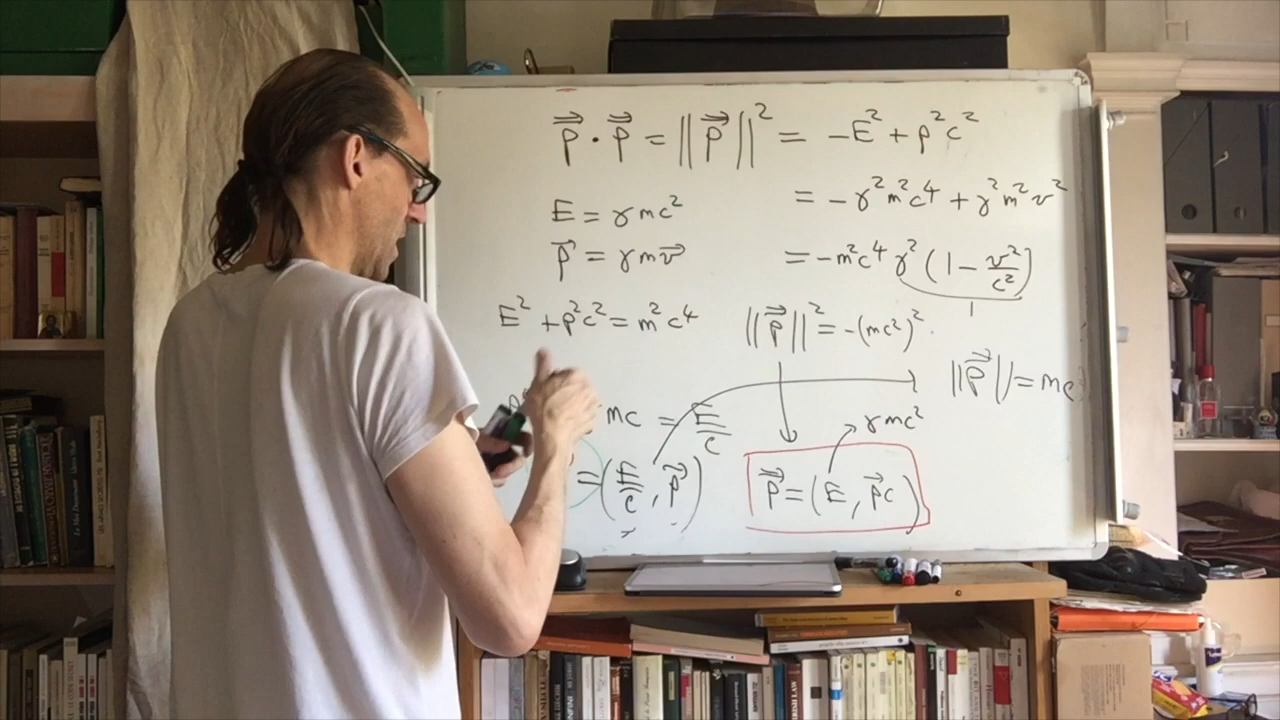 p⃗⃗ · p⃗⃗ = ||p⃗⃗||² = -E² + p²c²
= -γ²m²c⁴ + γ²m²v²
E = γmc²
p⃗ = γmv⃗
= -m²c⁴γ²(1 - v²/c²)
1
E² + p²c² = m²c⁴
||p⃗⃗||² = -(mc²)²
||p⃗⃗|| = mc
mc = E/c
γmc²
= (E/c, p⃗)
p⃗⃗ = (E, p⃗c)